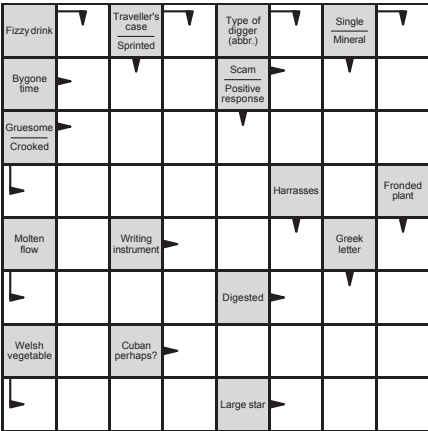 Fizzy drink
Traveller's
case
Sprinted
Type of
digger
(abbr.)
Single
Mineral
Bygone
time
Scam
Positive
response
Gruesome
Crooked
Harrasses
Fronded
plant
Molten
flow
Writing
instrument
Greek
letter
Digested
Welsh
vegetable
Cuban
perhaps?
Large star